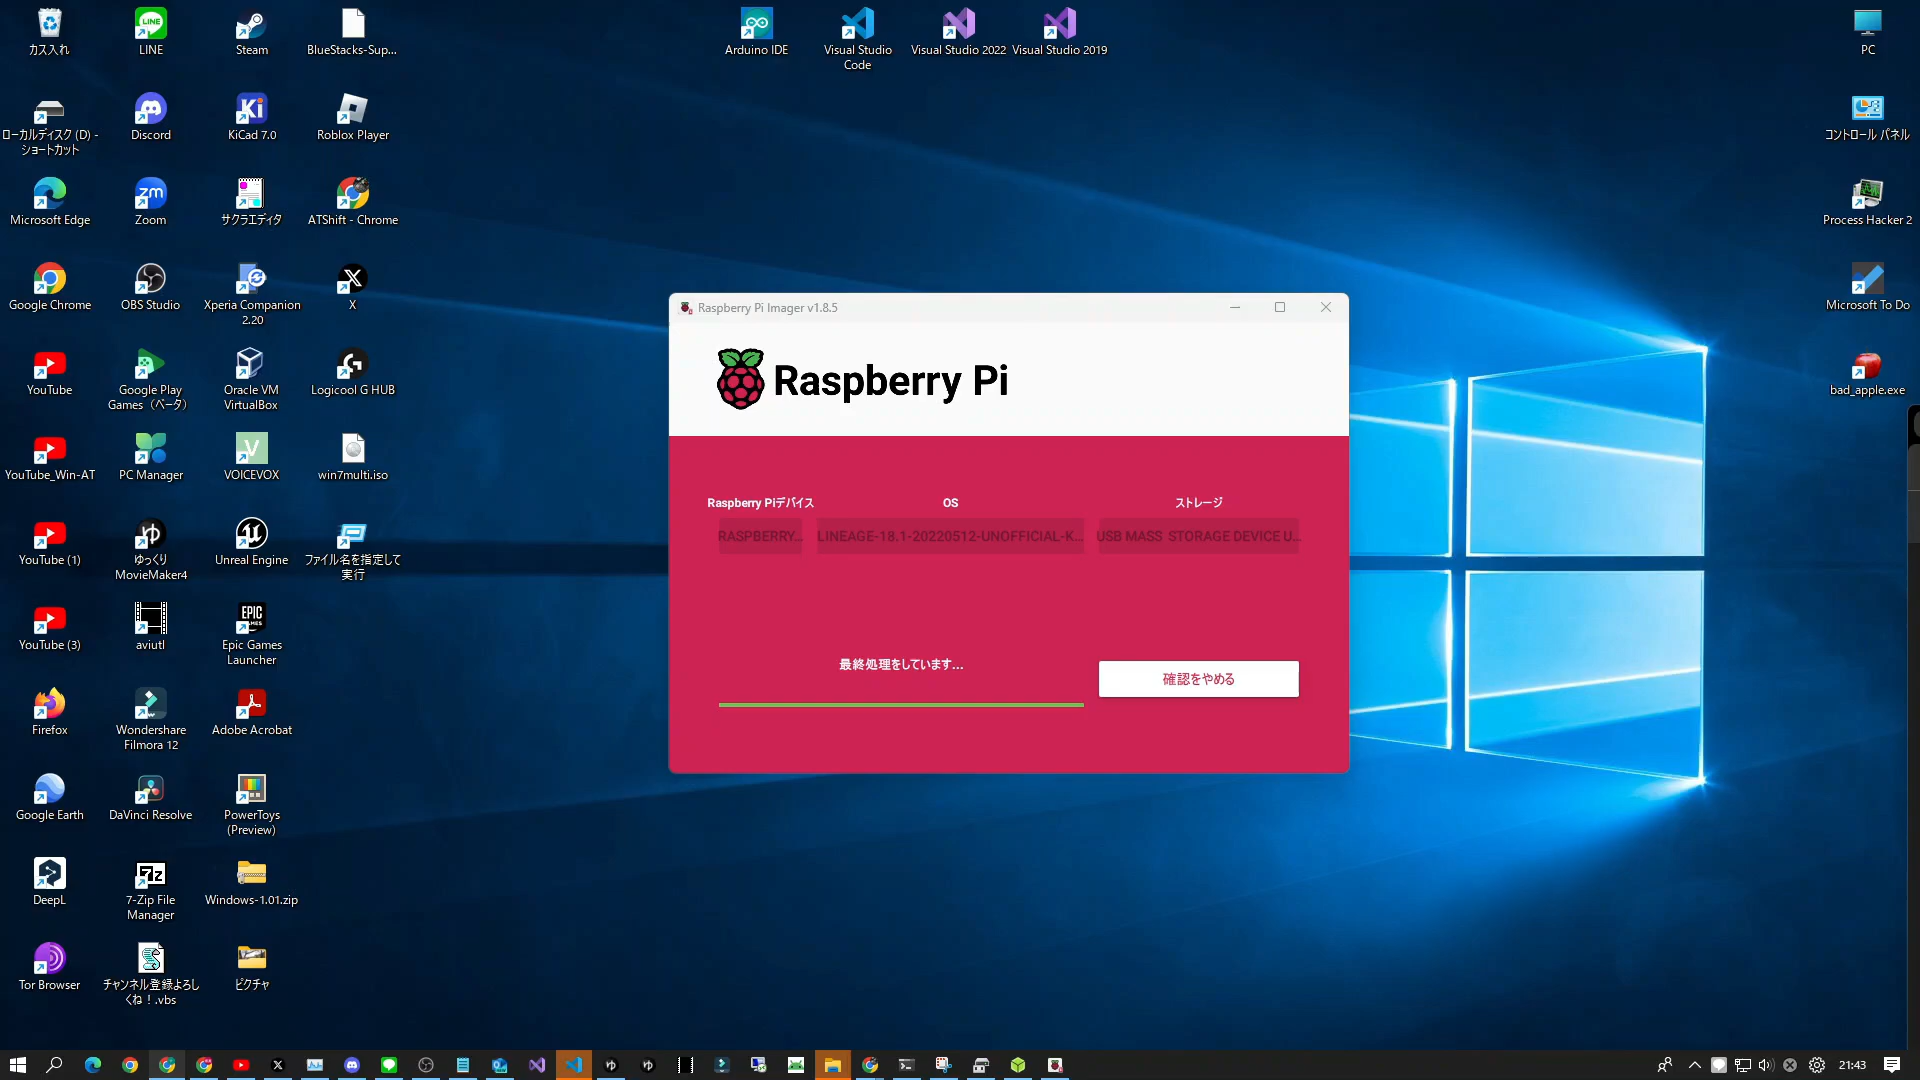 カス入れ
LINE
Steam
BlueStacks-Sup...
Arduino IDE
Visual Studio
Code
Visual Studio 2022
Visual Studio 2019
PC
ローカルディスク (D) -
ショートカット
Discord
KiCad 7.0
Roblox Player
コントロール パネル
Microsoft Edge
Zoom
サクラエディタ
ATShift - Chrome
Process Hacker 2
Google Chrome
OBS Studio
Xperia Companion
2.20
X
Microsoft To Do
Raspberry Pi Imager v1.8.5
Raspberry Pi
YouTube
Google Play
Games（ベータ）
Oracle VM
VirtualBox
Logicool G HUB
bad_apple.exe
YouTube_Win-AT
PC Manager
VOICEVOX
win7multi.iso
Raspberry Piデバイス
OS
ストレージ
RASPBERRY...
LINEAGE-18.1-20220512-UNOFFICIAL-K...
USB MASS STORAGE DEVICE U...
YouTube (1)
ゆっくり
MovieMaker4
Unreal Engine
ファイル名を指定して
実行
YouTube (3)
aviutl
Epic Games
Launcher
最終処理をしています...
確認をやめる
Firefox
Wondershare
Filmora 12
Adobe Acrobat
Google Earth
DaVinci Resolve
PowerToys
(Preview)
DeepL
7-Zip File
Manager
Windows-1.01.zip
Tor Browser
チャンネル登録よろし
くね！.vbs
ピクチャ
21:43